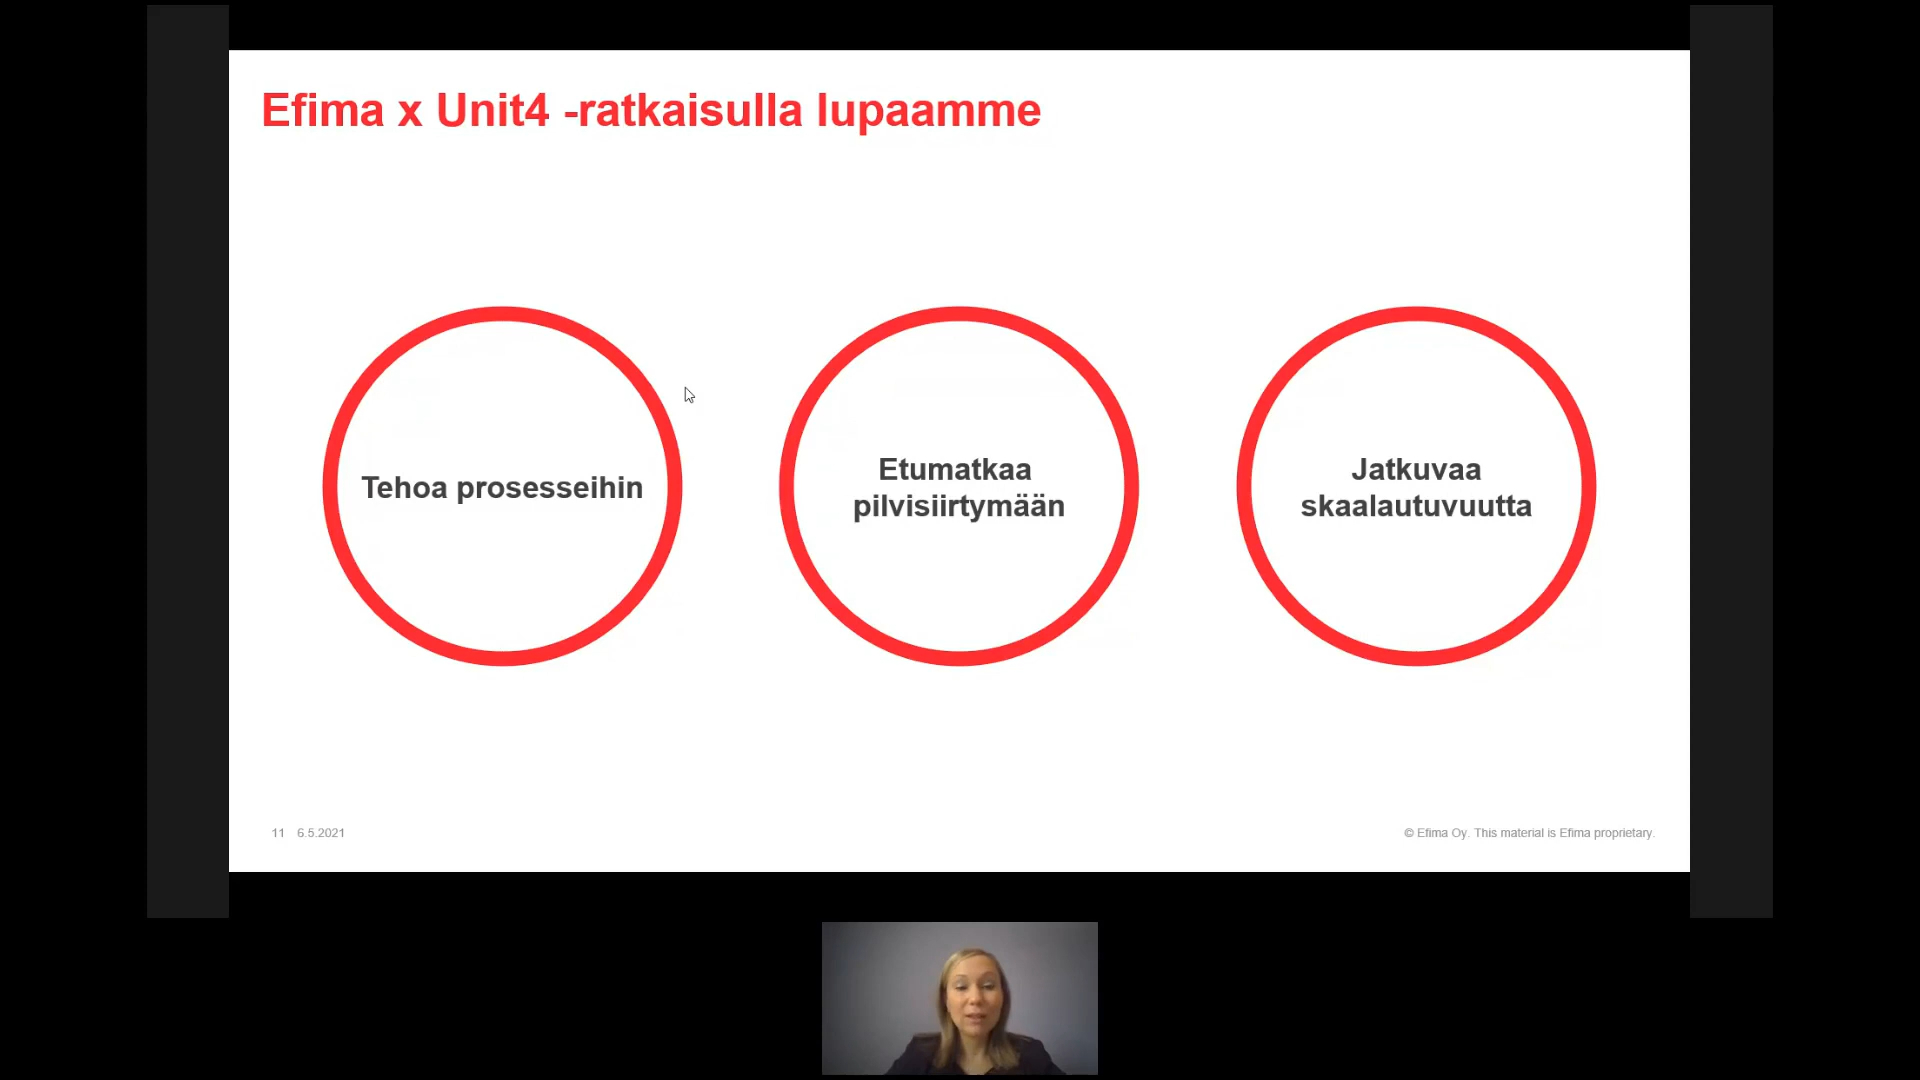 Efima x Unit4 -ratkaisulla lupaamme
Tehoa prosesseihin
Etumatkaa
pilvisiirtymään
Jatkuvaa
skaalautuvuutta
11 6.5.2021
© Efima Oy. This material is Efima proprietary.